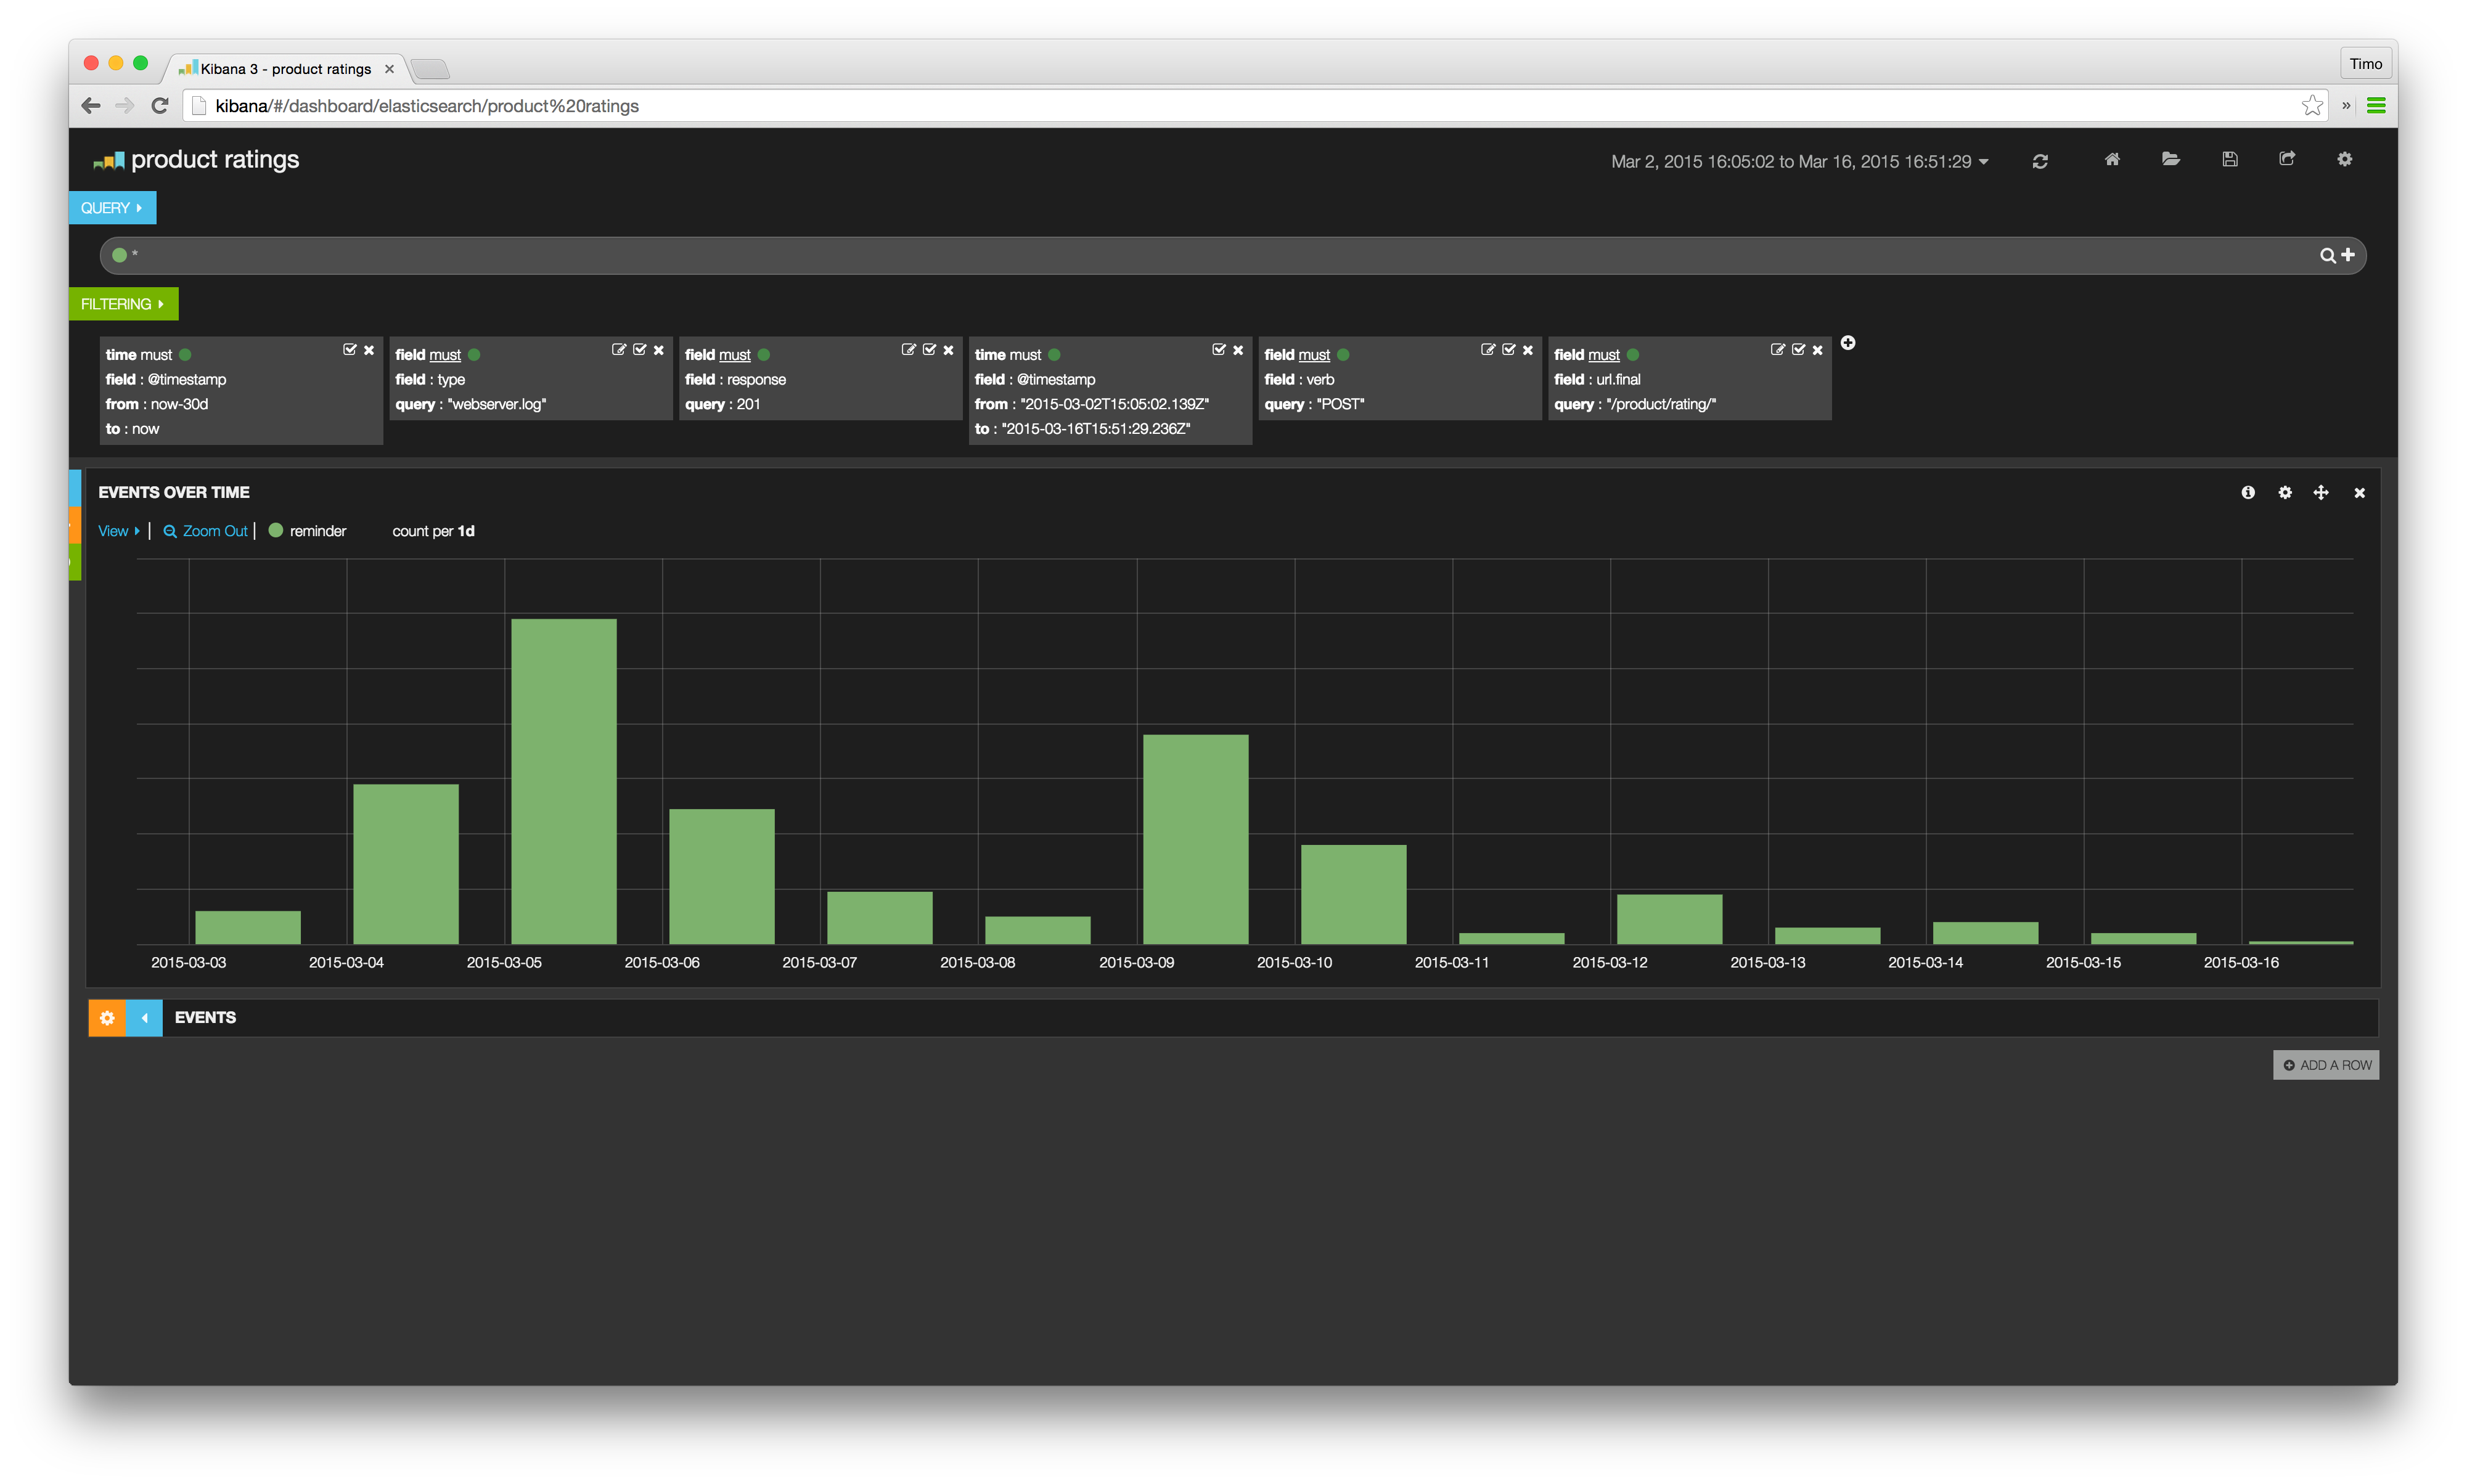 Kibana 3 - product ratings
Timo
kibana/#/dashboard/elasticsearch/product%20ratings
product ratings
Mar 2, 2015 16:05:02 to Mar 16, 2015 16:51:29
QUERY
*
FILTERING
time must
field : @timestamp
from : now-30d
to : now
field must
field : type
query : "webserver.log"
field must
field : response
query : 201
time must
field : @timestamp
from : "2015-03-02T15:05:02.139Z"
to : "2015-03-16T15:51:29.236Z"
field must
field : verb
query : "POST"
field must
field : url.final
query : "/product/rating/"
EVENTS OVER TIME
View | Zoom Out | reminder count per 1d
2015-03-03 2015-03-04 2015-03-05 2015-03-06 2015-03-07 2015-03-08 2015-03-09 2015-03-10 2015-03-11 2015-03-12 2015-03-13 2015-03-14 2015-03-15 2015-03-16
EVENTS
ADD A ROW